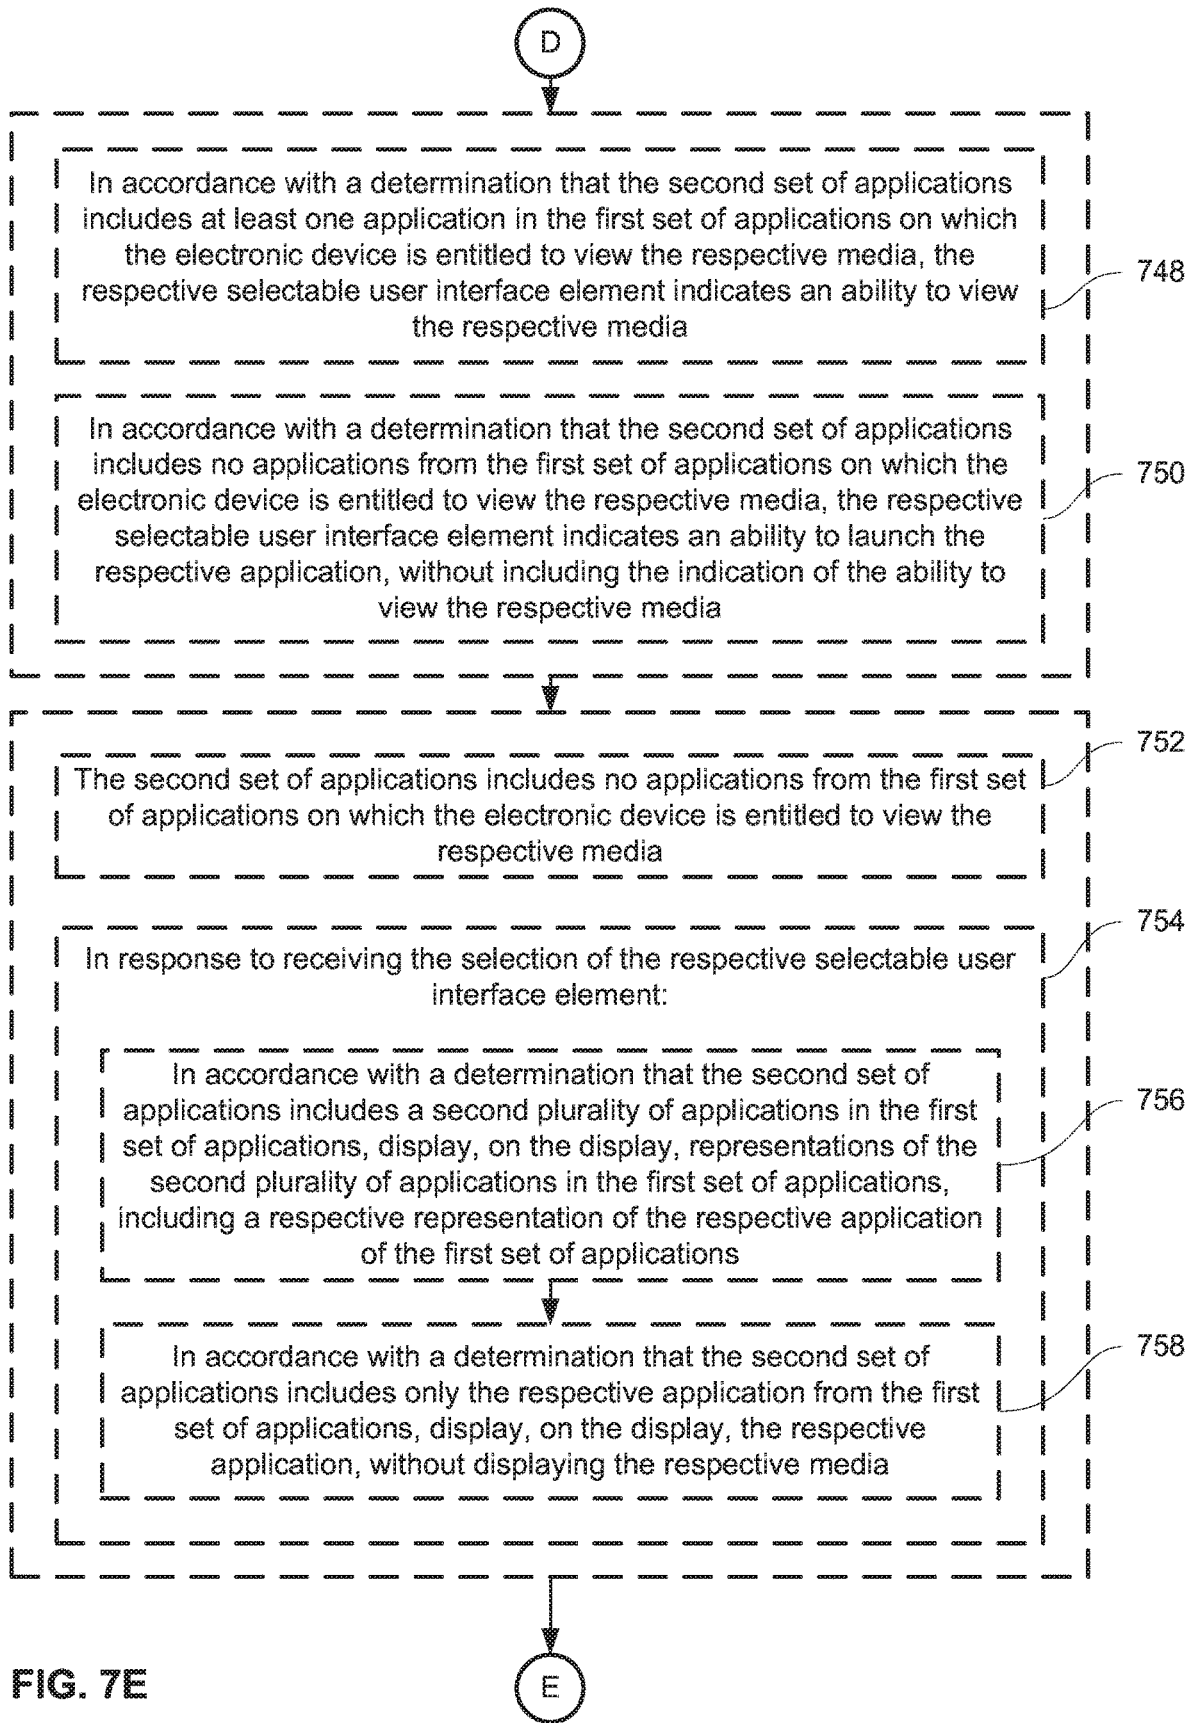 D
In accordance with a determination that the second set of applications
includes at least one application in the first set of applications on which
the electronic device is entitled to view the respective media, the
respective selectable user interface element indicates an ability to view
the respective media
748
In accordance with a determination that the second set of applications
includes no applications from the first set of applications on which the
electronic device is entitled to view the respective media, the respective
selectable user interface element indicates an ability to launch the
respective application, without including the indication of the ability to
view the respective media
750
The second set of applications includes no applications from the first set
of applications on which the electronic device is entitled to view the
respective media
752
In response to receiving the selection of the respective selectable user
interface element:
754
In accordance with a determination that the second set of
applications includes a second plurality of applications in the first
set of applications, display, on the display, representations of the
second plurality of applications in the first set of applications,
including a respective representation of the respective application
of the first set of applications
756
In accordance with a determination that the second set of
applications includes only the respective application from the first
set of applications, display, on the display, the respective
application, without displaying the respective media
758
E
FIG. 7E